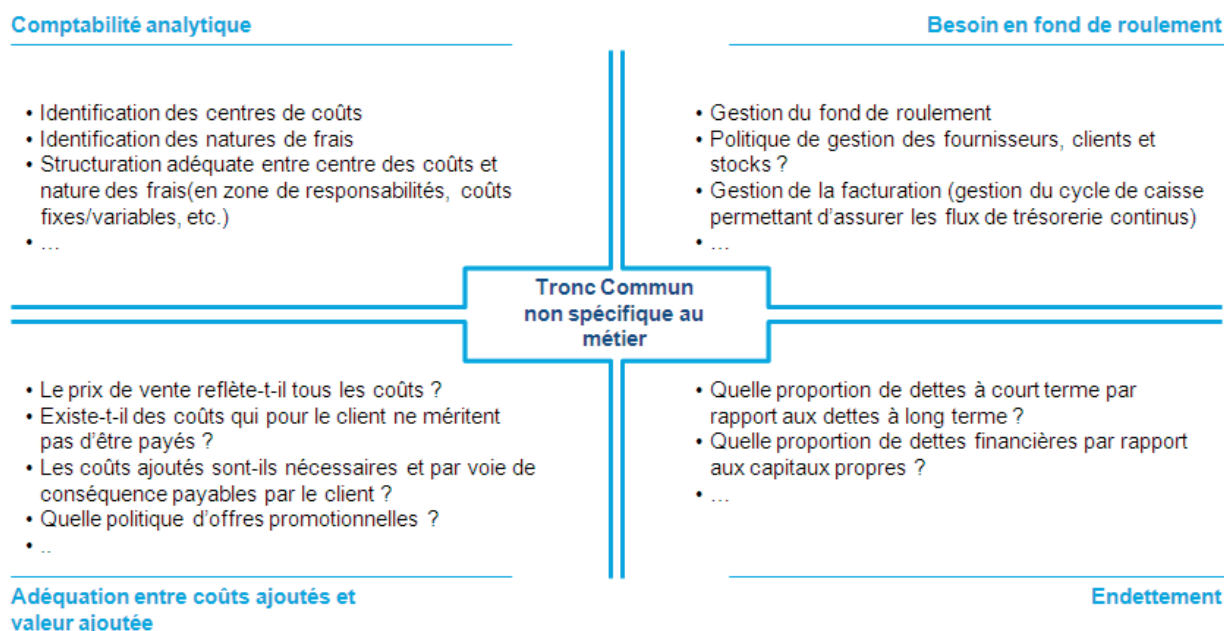 Comptabilité analytique
• Identification des centres de coûts
• Identification des natures de frais
• Structuration adéquate entre centre des coûts et
nature des frais(en zone de responsabilités, coûts
fixes/variables, etc.)
• …
Besoin en fond de roulement
• Gestion du fond de roulement
• Politique de gestion des fournisseurs, clients et
stocks ?
• Gestion de la facturation (gestion du cycle de caisse
permettant d'assurer les flux de trésorerie continus)
• …
Tronc Commun
non spécifique au
métier
• Le prix de vente reflète-t-il tous les coûts ?
• Existe-t-il des coûts qui pour le client ne méritent
pas d'être payés ?
• Les coûts ajoutés sont-ils nécessaires et par voie de
conséquence payables par le client ?
• Quelle politique d'offres promotionnelles ?
• ..
Adéquation entre coûts ajoutés et
valeur ajoutée
• Quelle proportion de dettes à court terme par
rapport aux dettes à long terme ?
• Quelle proportion de dettes financières par rapport
aux capitaux propres ?
• …
Endettement